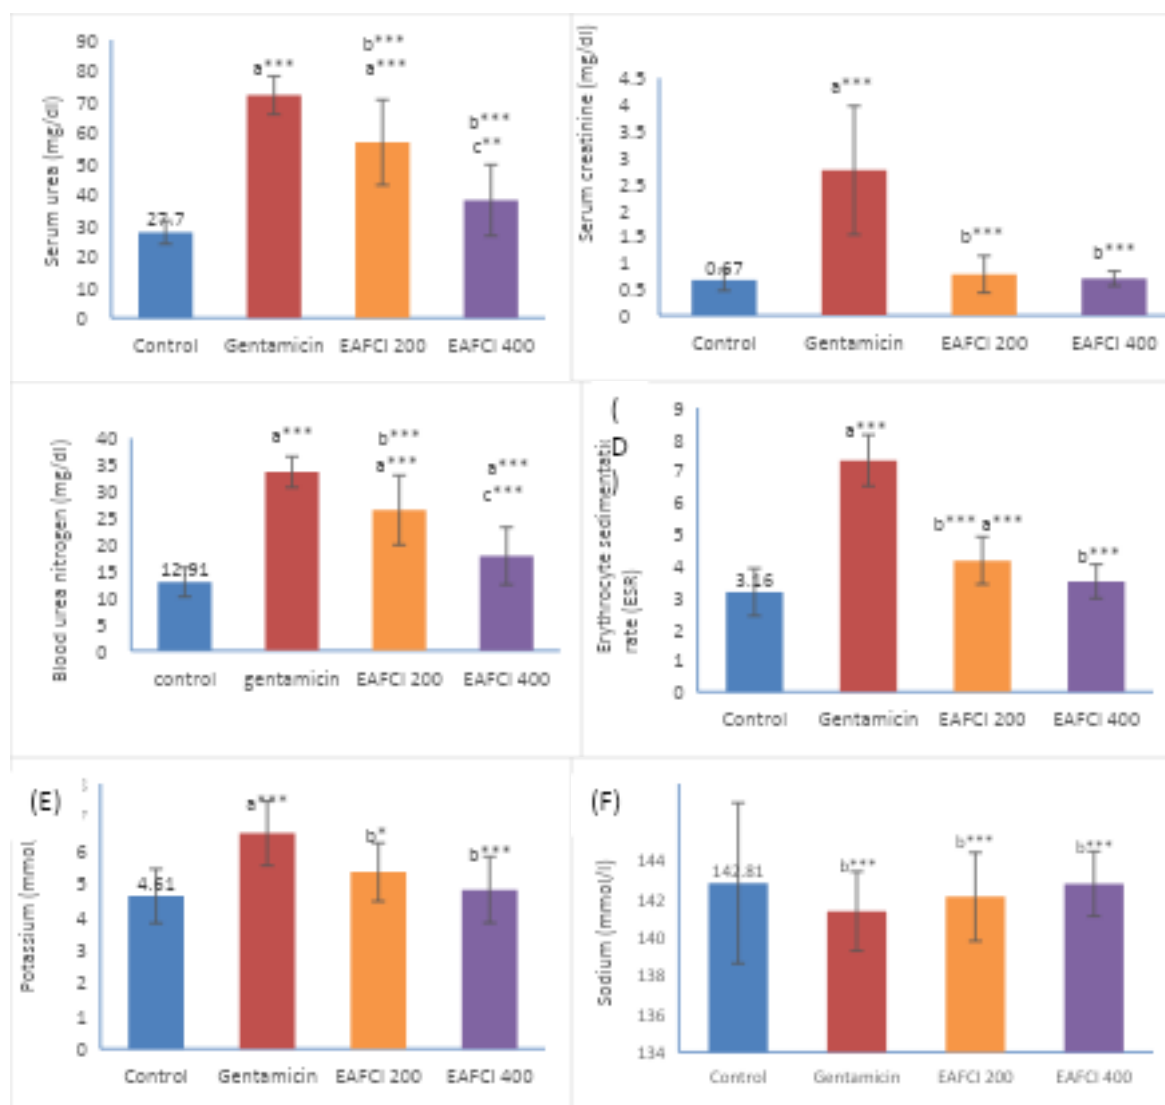 90
80
70
60
50
40
30
20
10
0
Serum urea (mg/dl)
27.7
a***
b***
a***
b***
c**
Control Gentamicin EAFCI 200 EAFCI 400
4.5
4
3.5
3
2.5
2
1.5
1
0.5
0
Serum creatinine (mg/dl)
0.67
a***
b***
b***
Control Gentamicin EAFCI 200 EAFCI 400
40
35
30
25
20
15
10
5
0
Blood urea nitrogen (mg/dl)
12.91
a***
b***
a***
a***
c***
control gentamicin EAFCI 200 EAFCI 400
(
D
)
9
8
7
6
5
4
3
2
1
0
Erythrocyte sedimentatio
rate (ESR)
3.16
a***
b*** a***
b***
Control Gentamicin EAFCI 200 EAFCI 400
(E)
7
6
5
4
3
2
1
0
Potassium (mmol
4.61
a***
b*
b***
Control Gentamicin EAFCI 200 EAFCI 400
(F)
144
142
140
138
136
134
Sodium (mmol/l)
142.81
b***
b***
b***
Control Gentamicin EAFCI 200 EAFCI 400